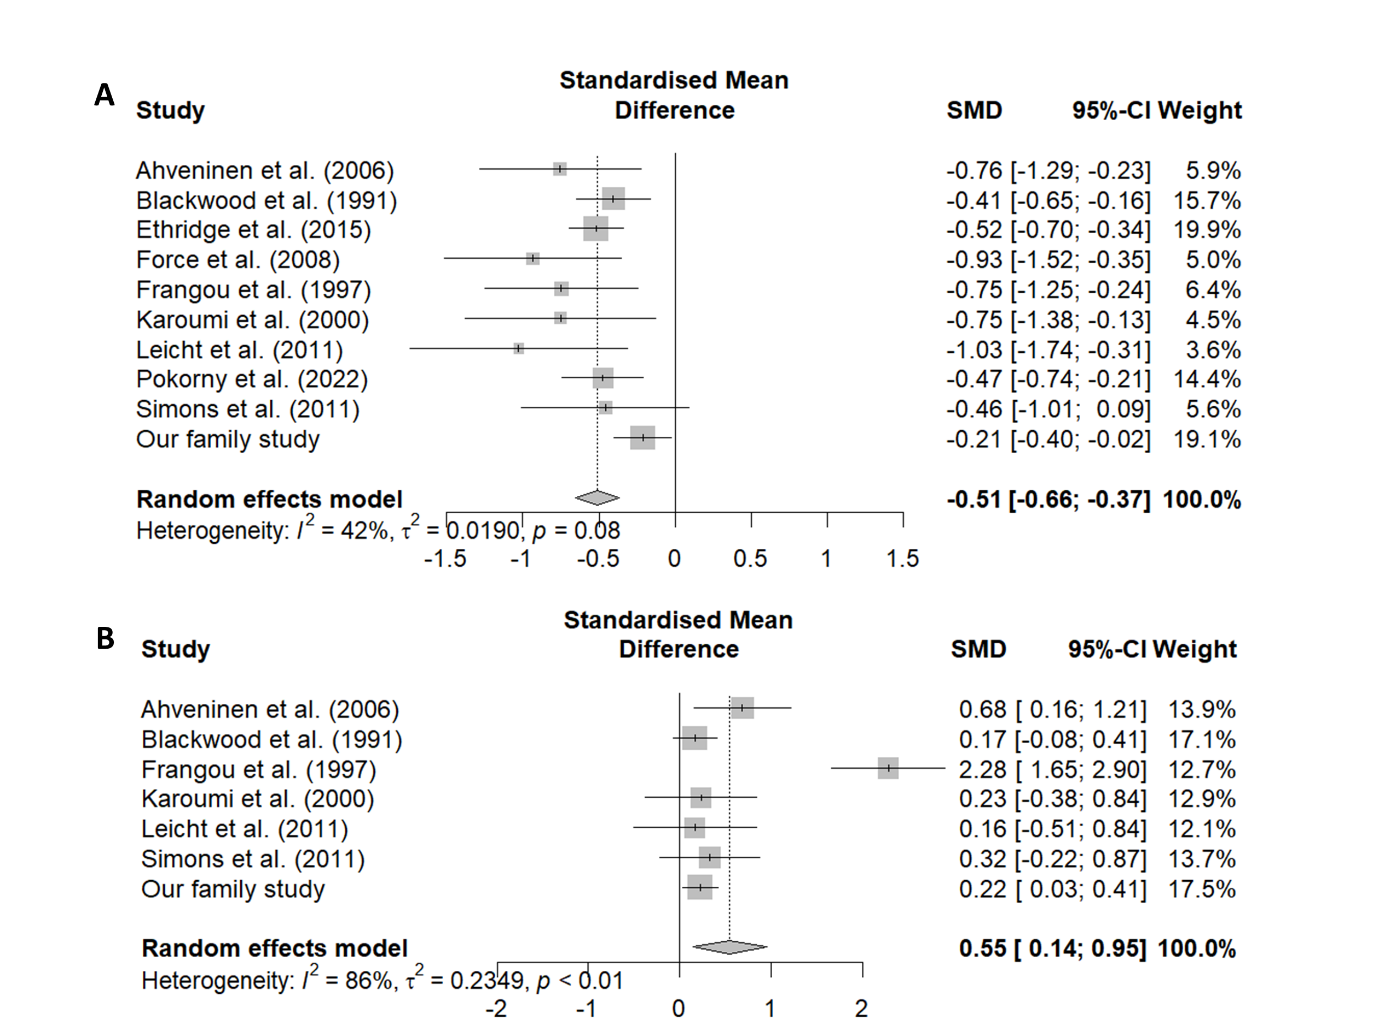 Standardised Mean
A Study Difference SMD 95%-CI Weight
Ahveninen et al. (2006) -0.76 [-1.29; -0.23] 5.9%
Blackwood et al. (1991) -0.41 [-0.65; -0.16] 15.7%
Ethridge et al. (2015) -0.52 [-0.70; -0.34] 19.9%
Force et al. (2008) -0.93 [-1.52; -0.35] 5.0%
Frangou et al. (1997) -0.75 [-1.25; -0.24] 6.4%
Karoumi et al. (2000) -0.75 [-1.38; -0.13] 4.5%
Leicht et al. (2011) -1.03 [-1.74; -0.31] 3.6%
Pokorny et al. (2022) -0.47 [-0.74; -0.21] 14.4%
Simons et al. (2011) -0.46 [-1.01; 0.09] 5.6%
Our family study -0.21 [-0.40; -0.02] 19.1%
Random effects model -0.51 [-0.66; -0.37] 100.0%
Heterogeneity: I² = 42%, τ² = 0.0190, p = 0.08
-1.5 -1 -0.5 0 0.5 1 1.5
Standardised Mean
B Study Difference SMD 95%-CI Weight
Ahveninen et al. (2006) 0.68 [ 0.16; 1.21] 13.9%
Blackwood et al. (1991) 0.17 [-0.08; 0.41] 17.1%
Frangou et al. (1997) 2.28 [ 1.65; 2.90] 12.7%
Karoumi et al. (2000) 0.23 [-0.38; 0.84] 12.9%
Leicht et al. (2011) 0.16 [-0.51; 0.84] 12.1%
Simons et al. (2011) 0.32 [-0.22; 0.87] 13.7%
Our family study 0.22 [ 0.03; 0.41] 17.5%
Random effects model 0.55 [ 0.14; 0.95] 100.0%
Heterogeneity: I² = 86%, τ² = 0.2349, p < 0.01
-2 -1 0 1 2